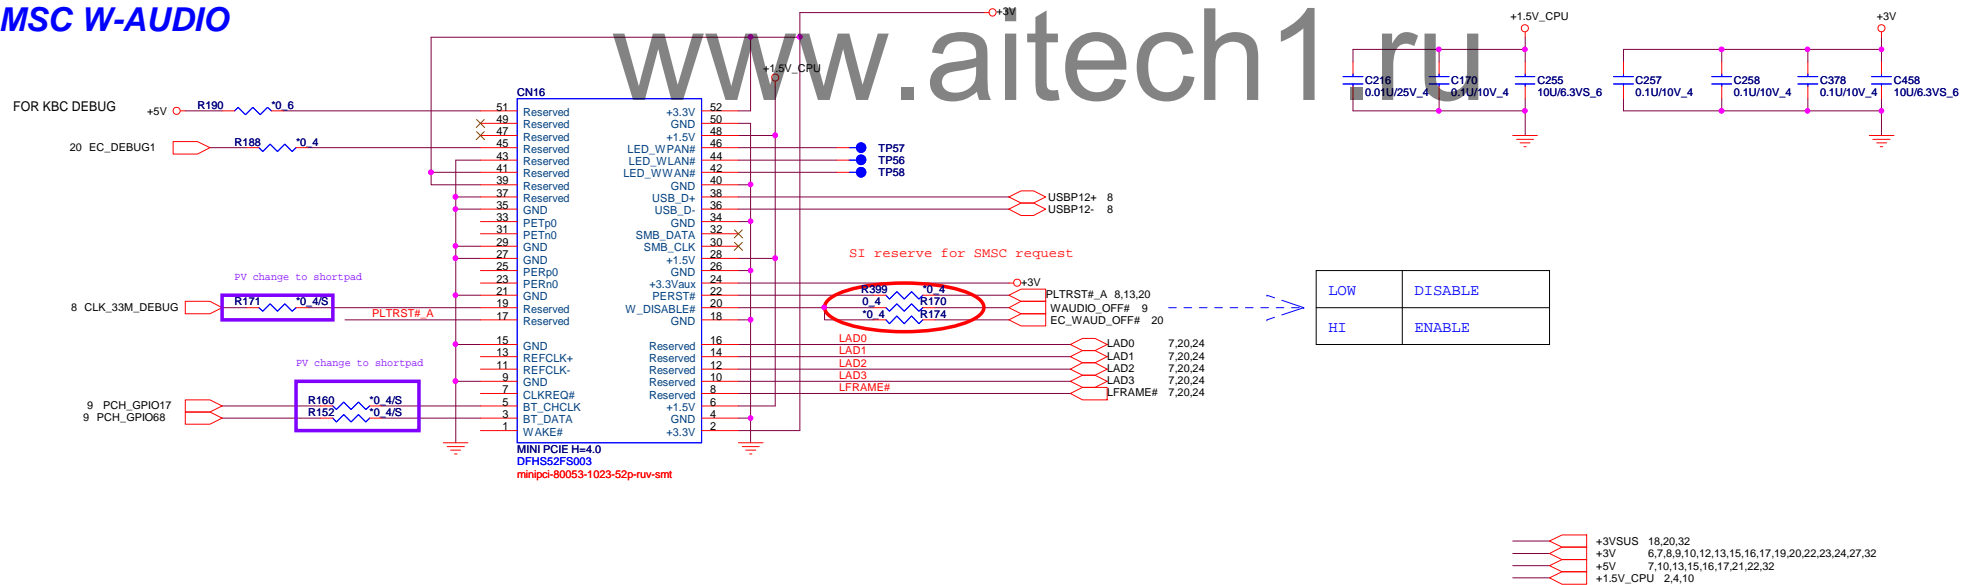 MSC W-AUDIO
www.aitech1.ru
+3V
+1.5V_CPU
+1.5V_CPU
+3V
C216
0.01U/25V_4
C170
0.1U/10V_4
C255
10U/6.3VS_6
C257
0.1U/10V_4
C258
0.1U/10V_4
C378
0.1U/10V_4
C458
10U/6.3VS_6
FOR KBC DEBUG
+5V
R190
*0_6
20 EC_DEBUG1
R188
*0_4
CN16
51 Reserved +3.3V 52
49 Reserved GND 50
47 Reserved +1.5V 48
45 Reserved LED_WPAN# 46 TP57
43 Reserved LED_WLAN# 44 TP56
41 Reserved LED_WWAN# 42 TP58
39 Reserved GND 40
37 Reserved USB_D+ 38 USBP12+ 8
35 GND USB_D- 36 USBP12- 8
33 PETp0 GND 34
31 PETn0 SMB_DATA 32
29 GND SMB_CLK 30
27 GND +1.5V 28
25 PERp0 GND 26
23 PERn0 +3.3Vaux 24 +3V
21 GND PERST# 22 R399 *0_4 PLTRST#_A 8,13,20
19 Reserved W_DISABLE# 20 0_4 R170 WAUDIO_OFF# 9
17 Reserved GND 18 *0_4 R174 EC_WAUD_OFF# 20
15 GND Reserved 16 LAD0 LAD0 7,20,24
13 REFCLK+ Reserved 14 LAD1 LAD1 7,20,24
11 REFCLK- Reserved 12 LAD2 LAD2 7,20,24
9 GND Reserved 10 LAD3 LAD3 7,20,24
7 CLKREQ# Reserved 8 LFRAME# LFRAME# 7,20,24
5 BT_CHCLK +1.5V 6
3 BT_DATA GND 4
1 WAKE# +3.3V 2
MINI PCIE H=4.0
DFHS52FS003
minipci-80053-1023-52p-ruv-smt
SI reserve for SMSC request
PV change to shortpad
8 CLK_33M_DEBUG
R171
*0_4/S
PLTRST#_A
PV change to shortpad
9 PCH_GPIO17
R160
*0_4/S
9 PCH_GPIO68
R152
*0_4/S
LOW DISABLE
HI ENABLE
+3VSUS 18,20,32
+3V 6,7,8,9,10,12,13,15,16,17,19,20,22,23,24,27,32
+5V 7,10,13,15,16,17,21,22,32
+1.5V_CPU 2,4,10